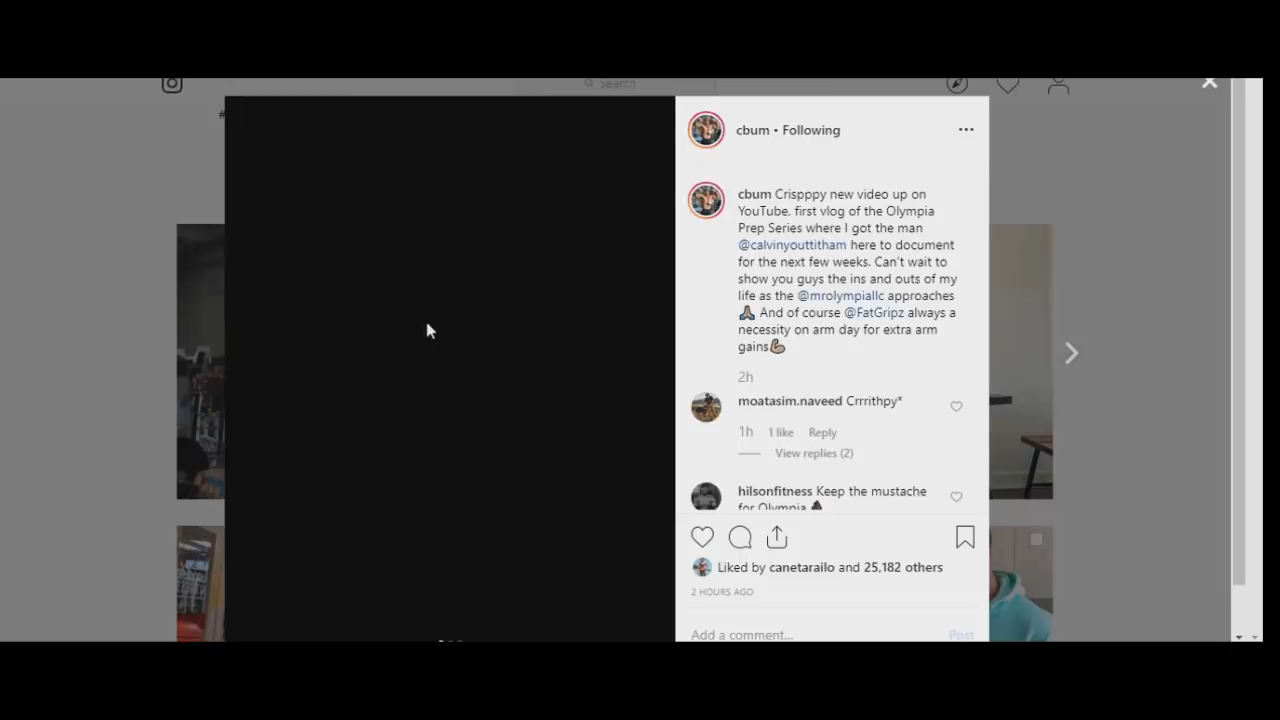 Search
#
cbum • Following
cbum Crispppy new video up on
YouTube. first vlog of the Olympia
Prep Series where I got the man
@calvinyouttitham here to document
for the next few weeks. Can't wait to
show you guys the ins and outs of my
life as the @mrolympiallc approaches
🙏🏼 And of course @FatGripz always a
necessity on arm day for extra arm
gains💪🏼
2h
moatasim.naveed Crrrithpy*
1h 1 like Reply
View replies (2)
hilsonfitness Keep the mustache
for Olympia
Liked by canetarailo and 25,182 others
2 HOURS AGO
Add a comment... Post